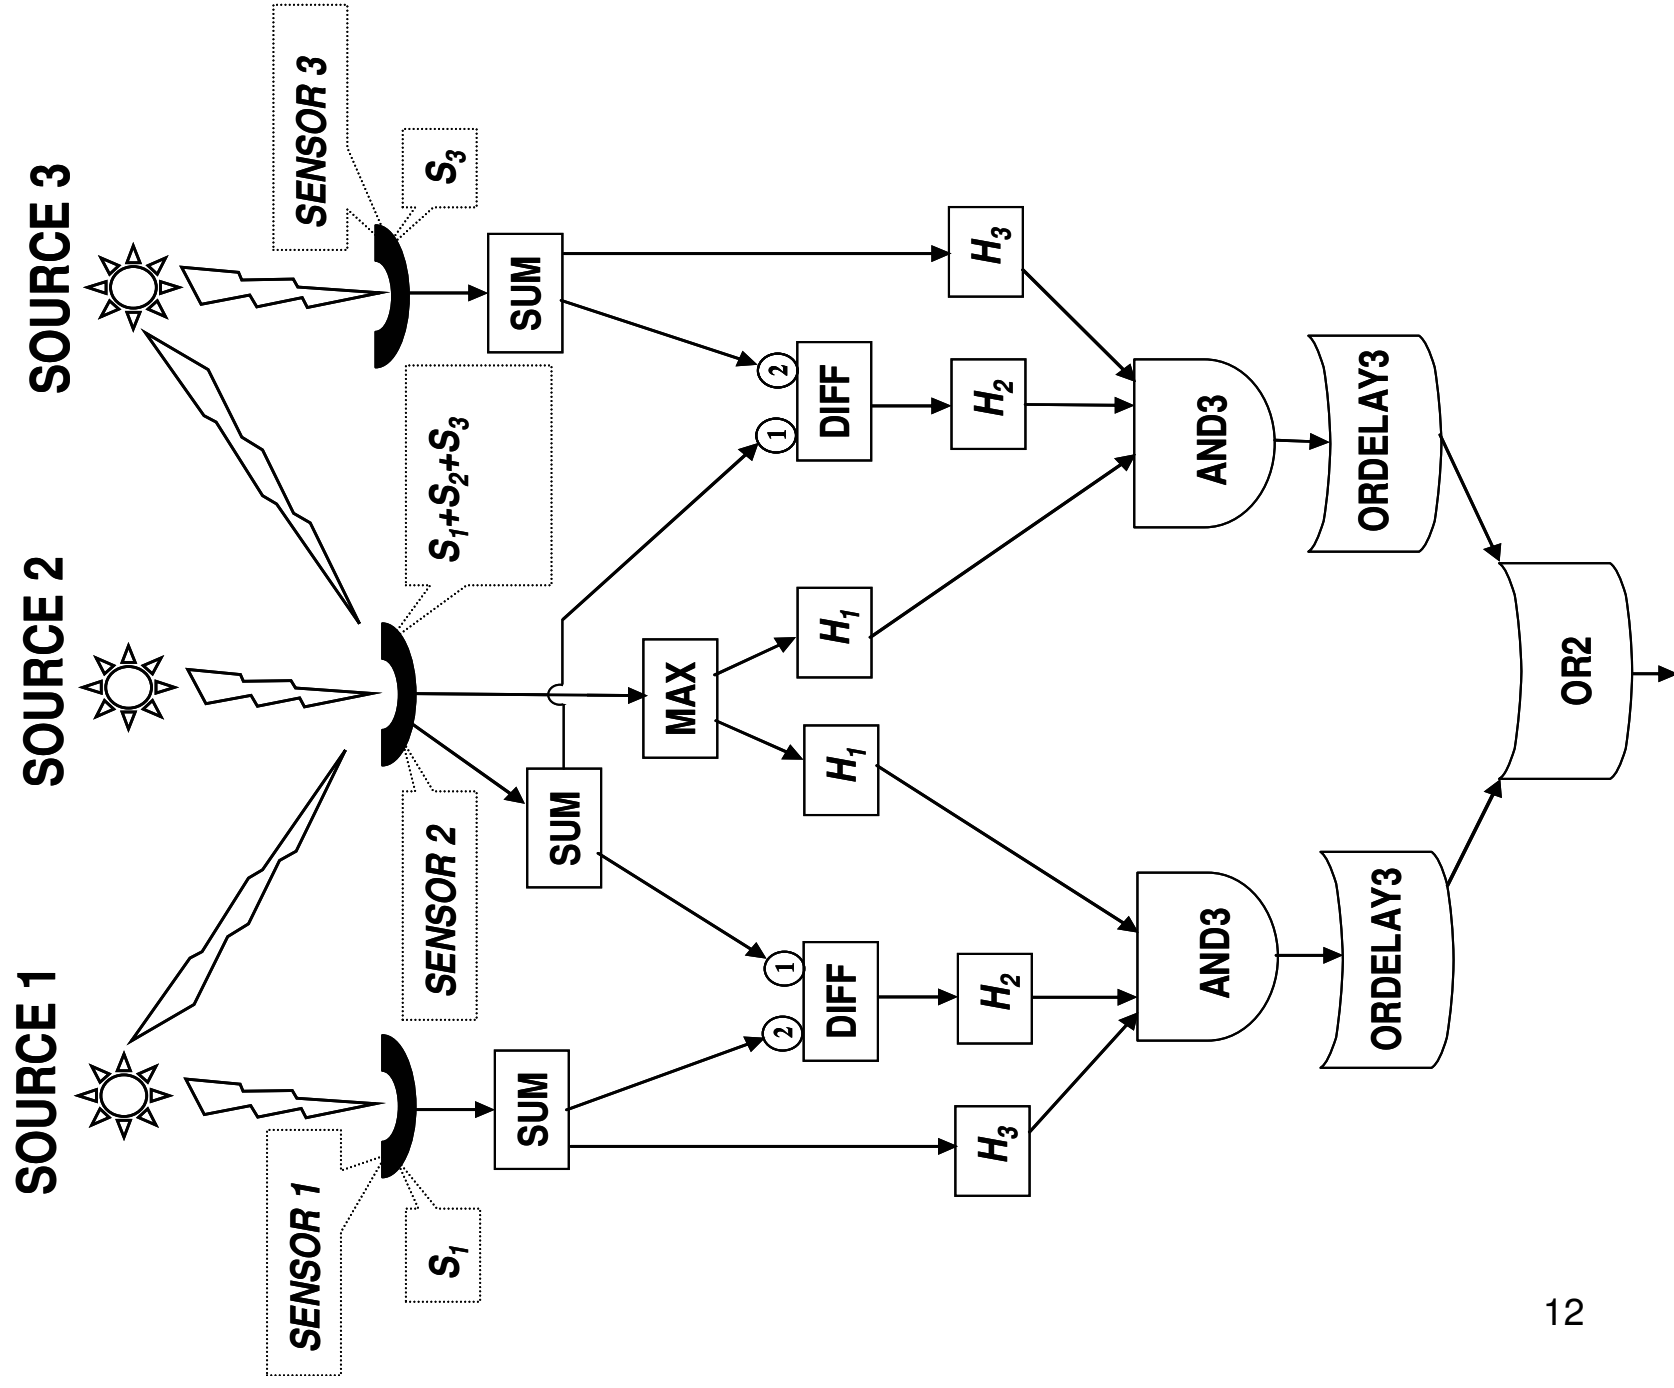 SOURCE 1
SOURCE 2
SOURCE 3
SENSOR 1
SENSOR 2
SENSOR 3
S1
S1+S2+S3
S3
SUM
SUM
SUM
MAX
2
1
1
2
DIFF
DIFF
H1
H1
H3
H2
H2
H3
AND3
AND3
ORDELAY3
ORDELAY3
OR2
12